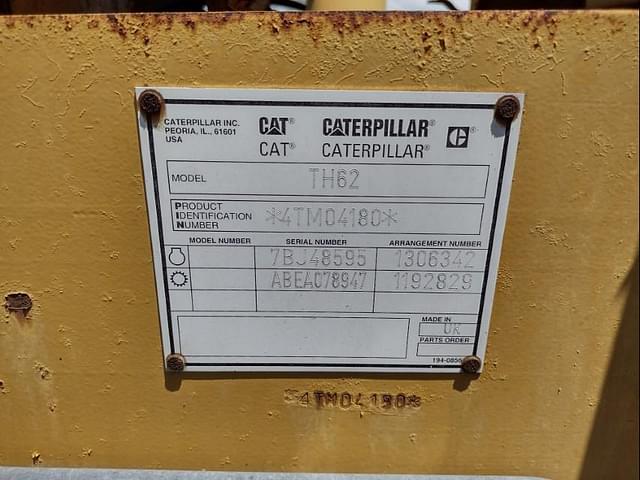 CATERPILLAR INC.
PEORIA, IL., 61601
USA
CAT® CATERPILLAR® C®
CAT® CATERPILLAR®
MODEL TH62
PRODUCT
IDENTIFICATION
NUMBER *4TM04180*
MODEL NUMBER SERIAL NUMBER ARRANGEMENT NUMBER
7BJ48595 1306342
ABEA078947 1192829
MADE IN
UK
PARTS ORDER
194-0856
*4TM04180*